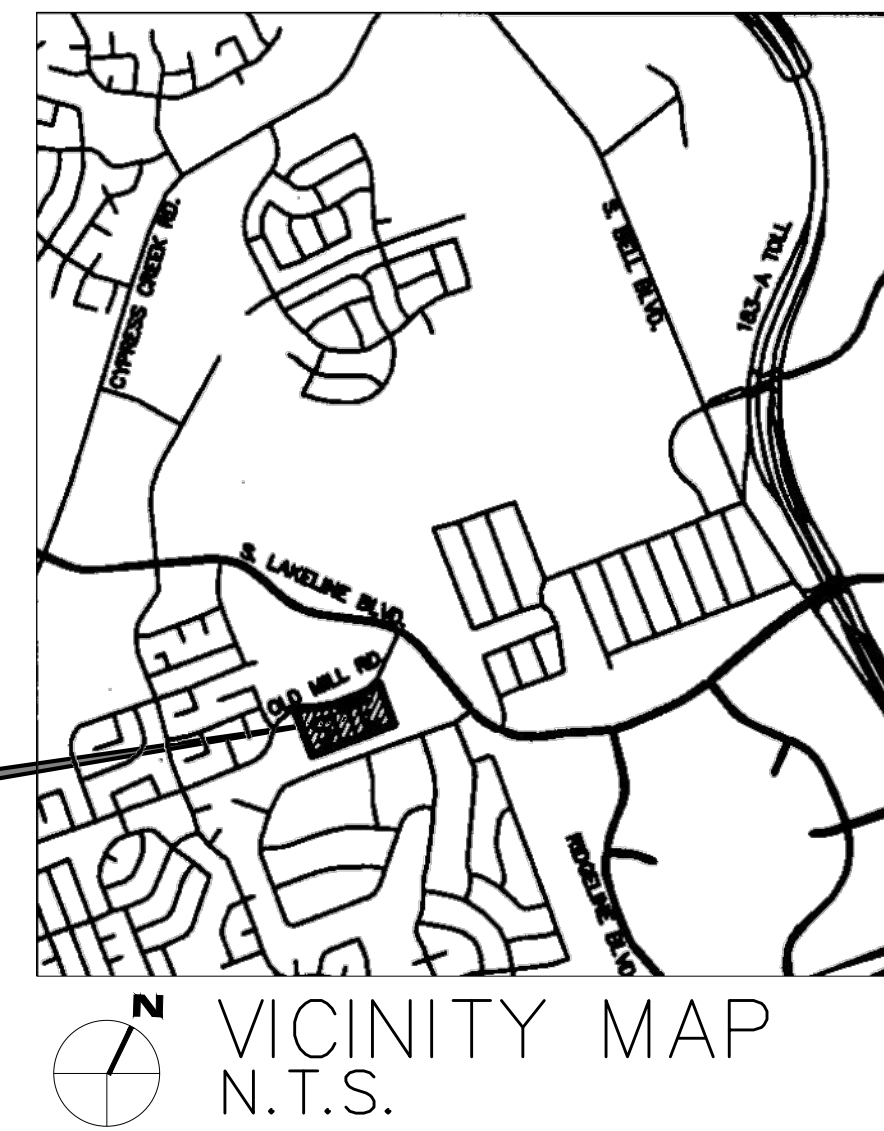 CYPRESS CREEK RD.
S. BELL BLVD.
183-A TOLL
S. LAKELINE BLVD.
OLD MILL RD.
RIDGELINE BLVD.
N
VICINITY MAP
N.T.S.